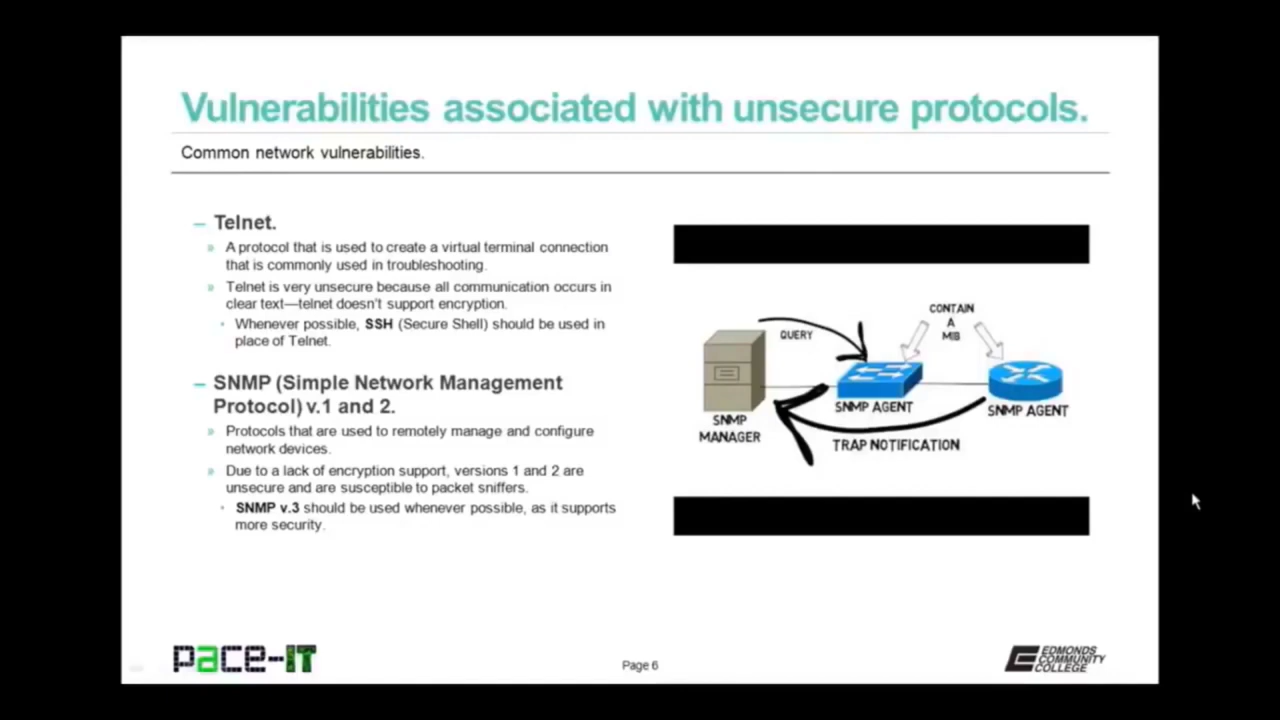 Vulnerabilities associated with unsecure protocols.
Common network vulnerabilities.
– Telnet.
» A protocol that is used to create a virtual terminal connection
that is commonly used in troubleshooting.
» Telnet is very unsecure because all communication occurs in
clear text—telnet doesn't support encryption.
• Whenever possible, SSH (Secure Shell) should be used in
place of Telnet.
– SNMP (Simple Network Management
Protocol) v.1 and 2.
» Protocols that are used to remotely manage and configure
network devices.
» Due to a lack of encryption support, versions 1 and 2 are
unsecure and are susceptible to packet sniffers.
• SNMP v.3 should be used whenever possible, as it supports
more security.
CONTAIN
A
MIB
QUERY
SNMP
MANAGER
SNMP AGENT
SNMP AGENT
TRAP NOTIFICATION
pace-IT
Page 6
EDMONDS
COMMUNITY
COLLEGE